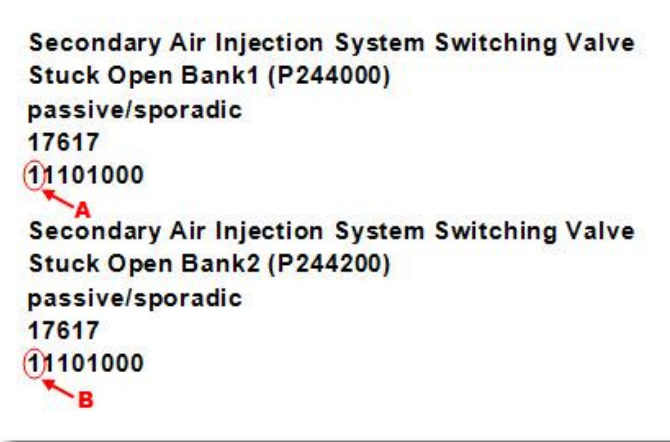 Secondary Air Injection System Switching Valve
Stuck Open Bank1 (P244000)
passive/sporadic
17617
11101000
A
Secondary Air Injection System Switching Valve
Stuck Open Bank2 (P244200)
passive/sporadic
17617
11101000
B